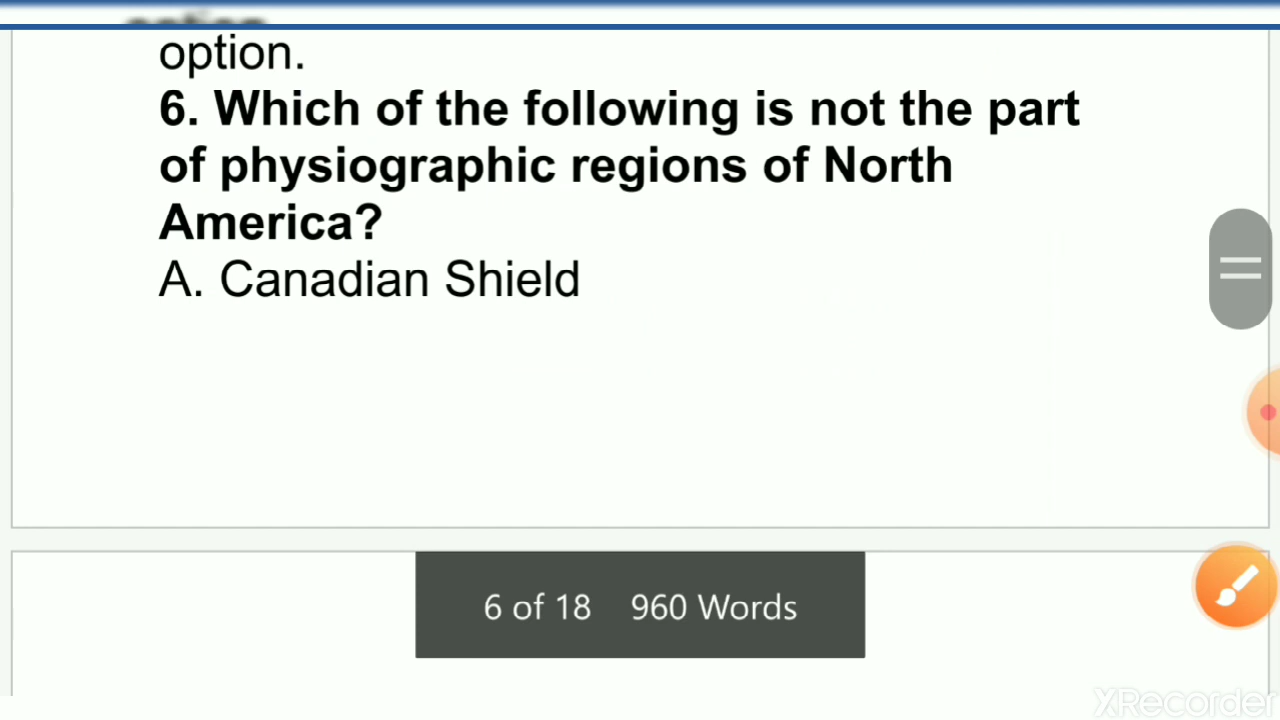 option.
6. Which of the following is not the part
of physiographic regions of North
America?
A. Canadian Shield
6 of 18 960 Words
XRecorder